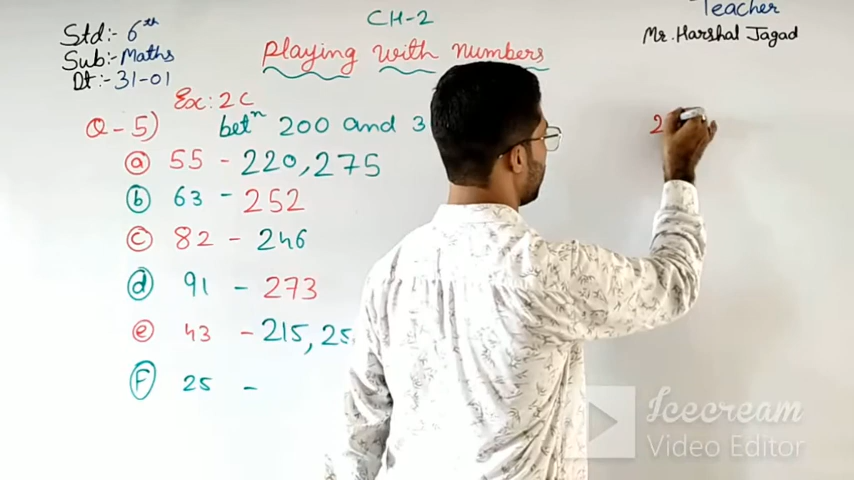 CH-2
Teacher
Std:- 6th
Mr. Harshal Jagad
Sub:- Maths
Playing with Numbers
Dt:- 31-01
Ex: 2C
Q-5) betn 200 and 3
2
a 55 - 220, 275
b 63 - 252
c 82 - 246
d 91 - 273
e 43 - 215, 25
F 25 -
Icecream
Video Editor